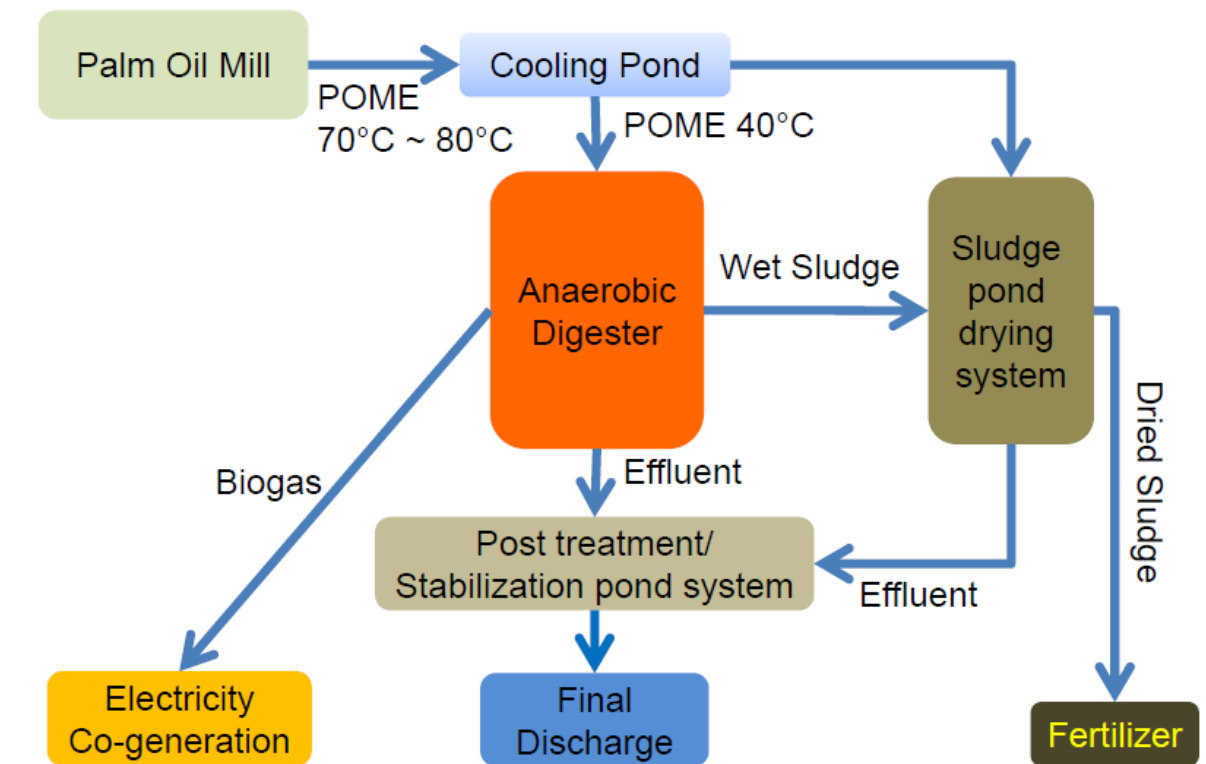 Palm Oil Mill
Cooling Pond
POME
70°C ~ 80°C
POME 40°C
Anaerobic
Digester
Wet Sludge
Sludge
pond
drying
system
Dried Sludge
Biogas
Effluent
Post treatment/
Stabilization pond system
Effluent
Electricity
Co-generation
Final
Discharge
Fertilizer